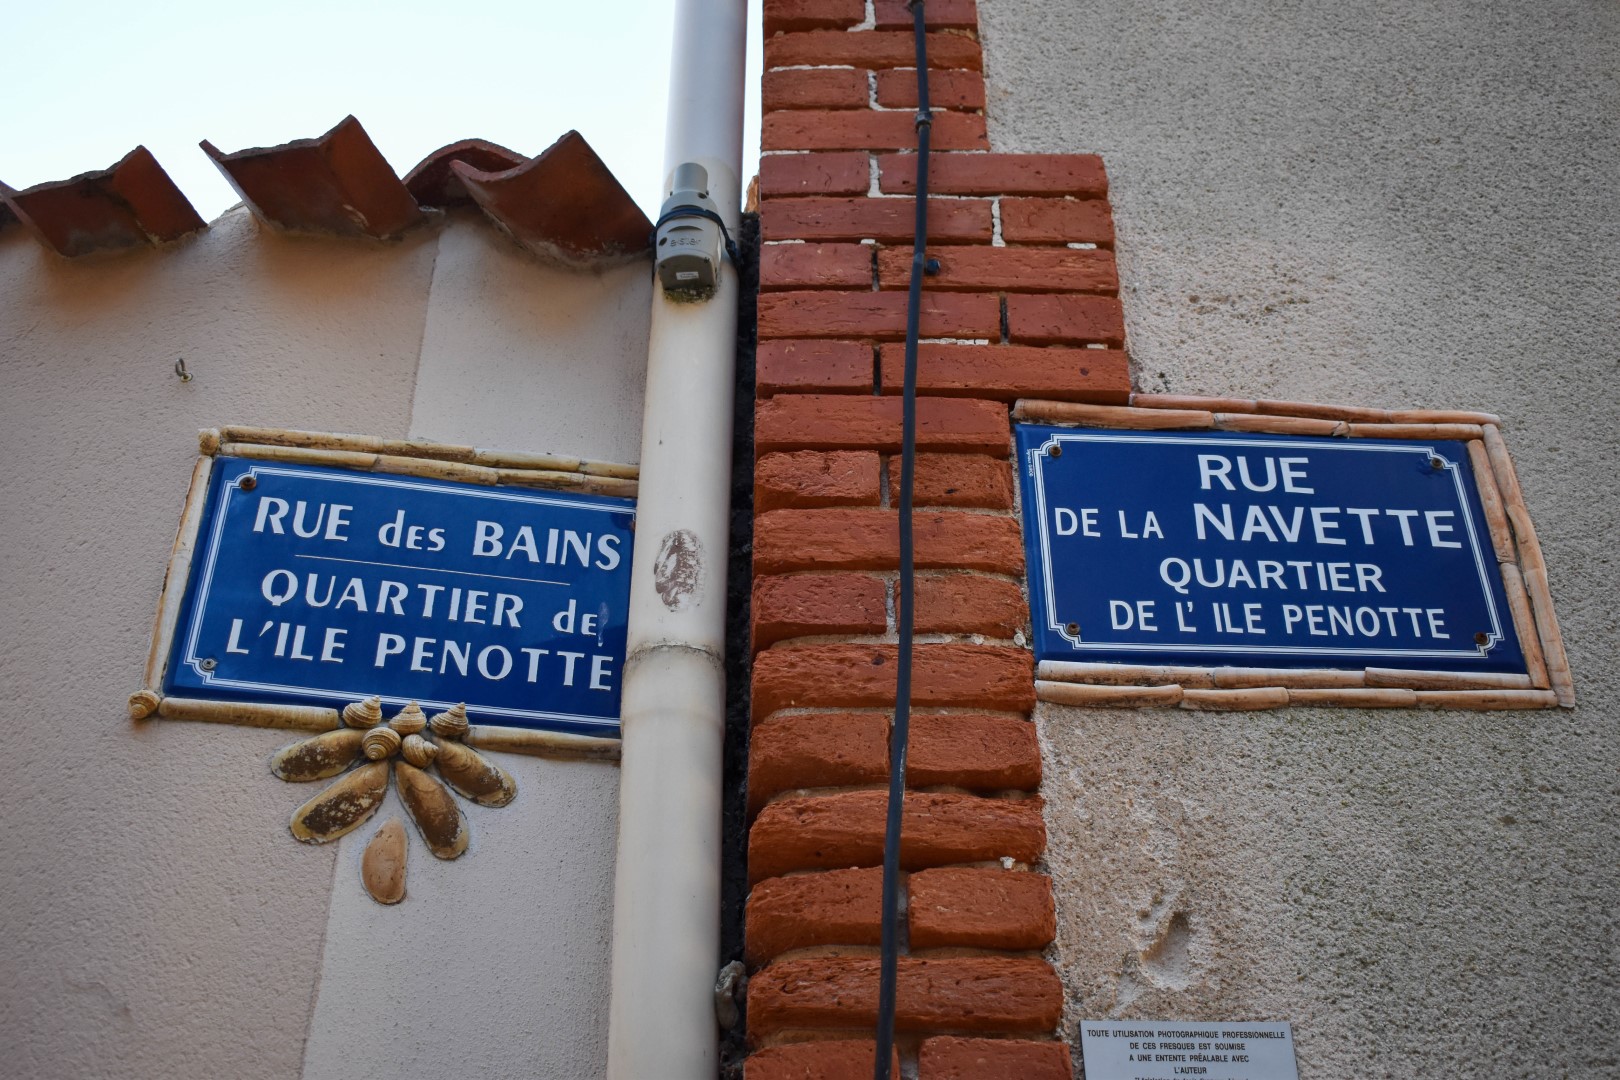 RUE des BAINS
QUARTIER de
L'ILE PENOTTE
RUE
DE LA NAVETTE
QUARTIER
DE L' ILE PENOTTE
TOUTE UTILISATION PHOTOGRAPHIQUE PROFESSIONNELLE
DE CES FRESQUES EST SOUMISE
A UNE ENTENTE PRÉALABLE AVEC
L'AUTEUR